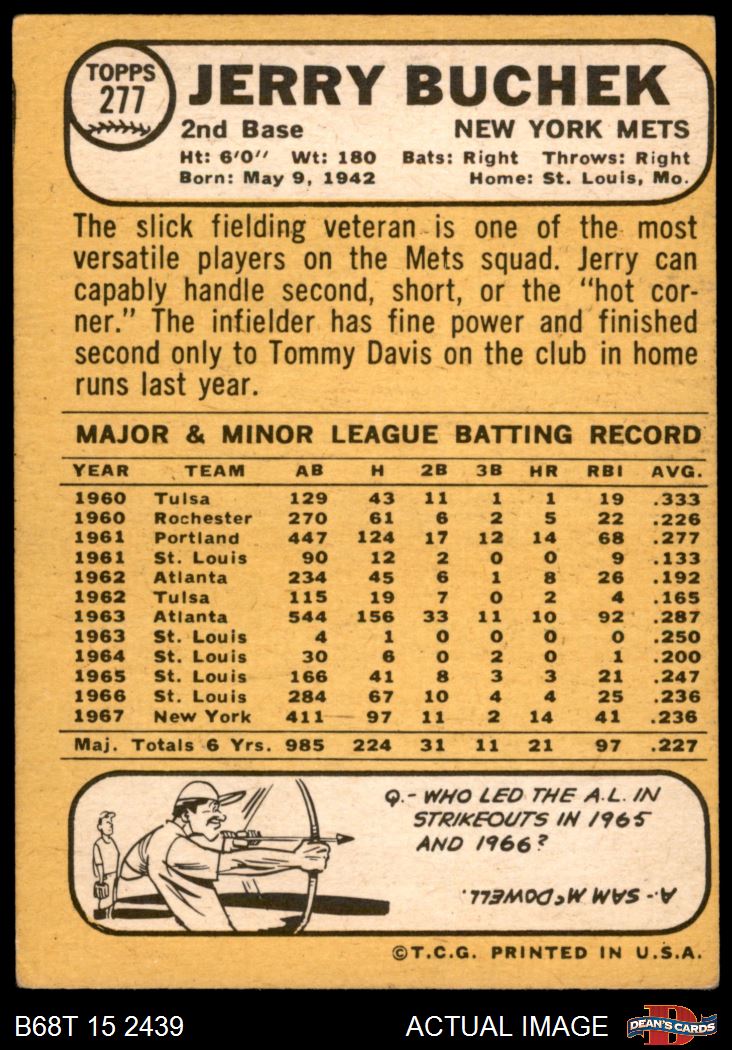 TOPPS
277
JERRY BUCHEK
2nd Base NEW YORK METS
Ht: 6'0" Wt: 180 Bats: Right Throws: Right
Born: May 9, 1942 Home: St. Louis, Mo.
The slick fielding veteran is one of the most
versatile players on the Mets squad. Jerry can
capably handle second, short, or the "hot cor-
ner." The infielder has fine power and finished
second only to Tommy Davis on the club in home
runs last year.
MAJOR & MINOR LEAGUE BATTING RECORD
YEAR TEAM AB H 2B 3B HR RBI AVG.
1960 Tulsa 129 43 11 1 1 19 .333
1960 Rochester 270 61 6 2 5 22 .226
1961 Portland 447 124 17 12 14 68 .277
1961 St. Louis 90 12 2 0 0 9 .133
1962 Atlanta 234 45 6 1 8 26 .192
1962 Tulsa 115 19 7 0 2 4 .165
1963 Atlanta 544 156 33 11 10 92 .287
1963 St. Louis 4 1 0 0 0 0 .250
1964 St. Louis 30 6 0 2 0 1 .200
1965 St. Louis 166 41 8 3 3 21 .247
1966 St. Louis 284 67 10 4 4 25 .236
1967 New York 411 97 11 2 14 41 .236
Maj. Totals 6 Yrs. 985 224 31 11 21 97 .227
Q.- WHO LED THE A.L. IN
STRIKEOUTS IN 1965
AND 1966?
A.- SAM McDOWELL.
©T.C.G. PRINTED IN U.S.A.
B68T 15 2439 ACTUAL IMAGE DEAN'S CARDS